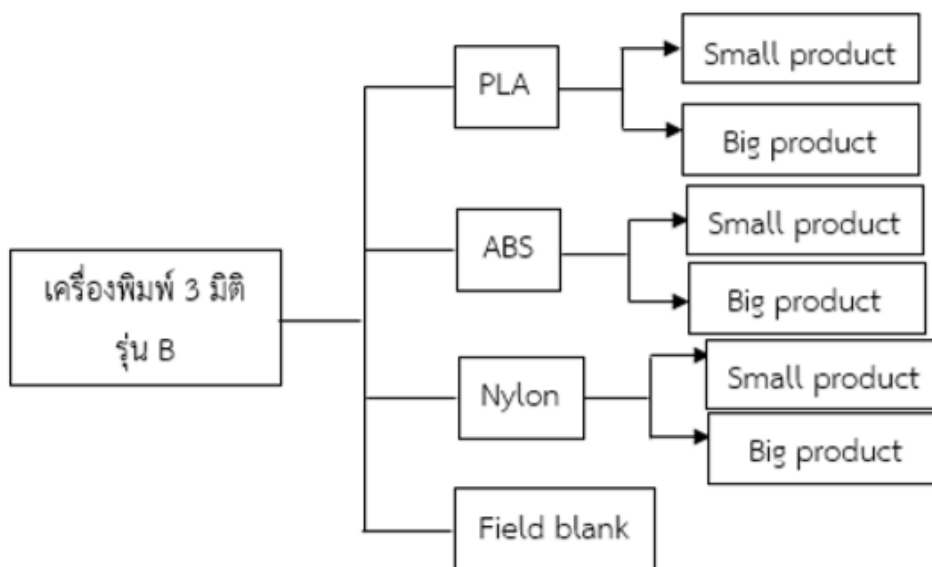 PLA
Small product
Big product
ABS
Small product
Big product
เครื่องพิมพ์ 3 มิติ
รุ่น B
Nylon
Small product
Big product
Field blank